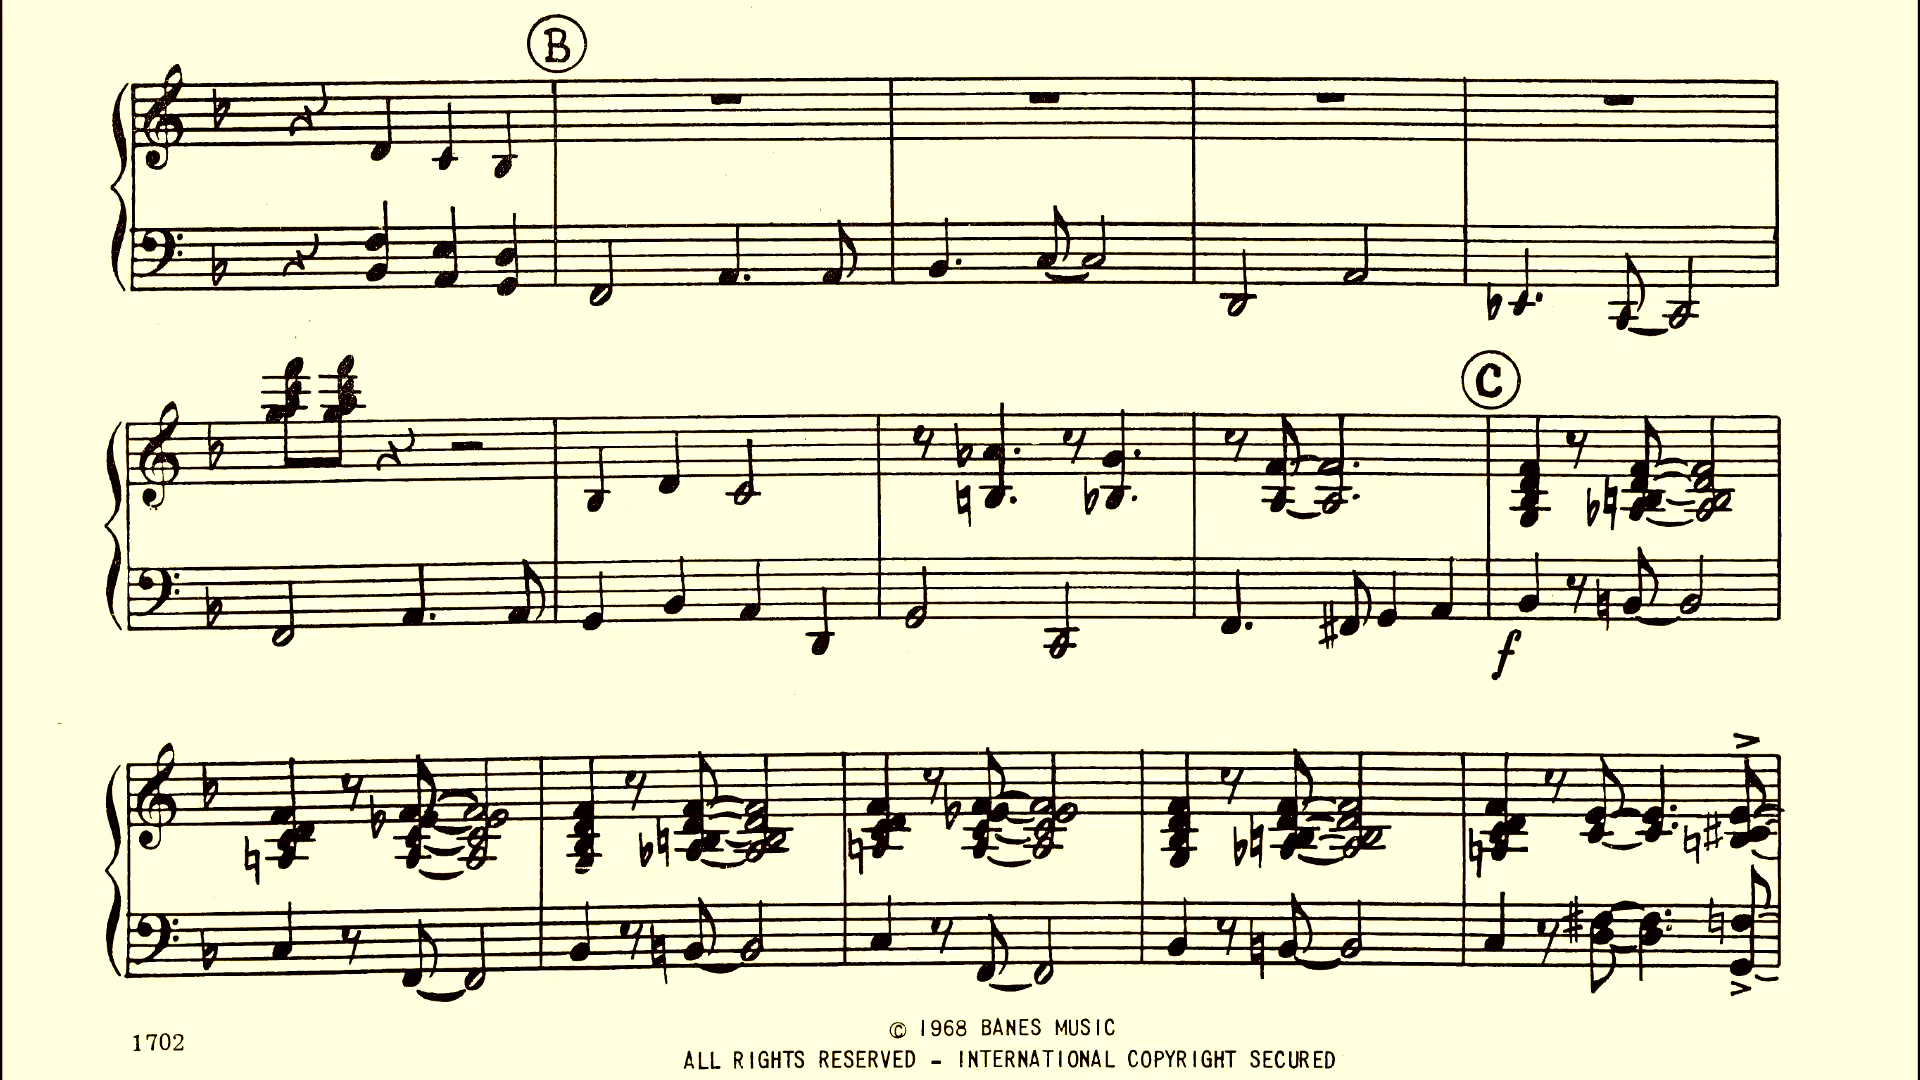 B
C
f
1702
© 1968 BANES MUSIC
ALL RIGHTS RESERVED – INTERNATIONAL COPYRIGHT SECURED